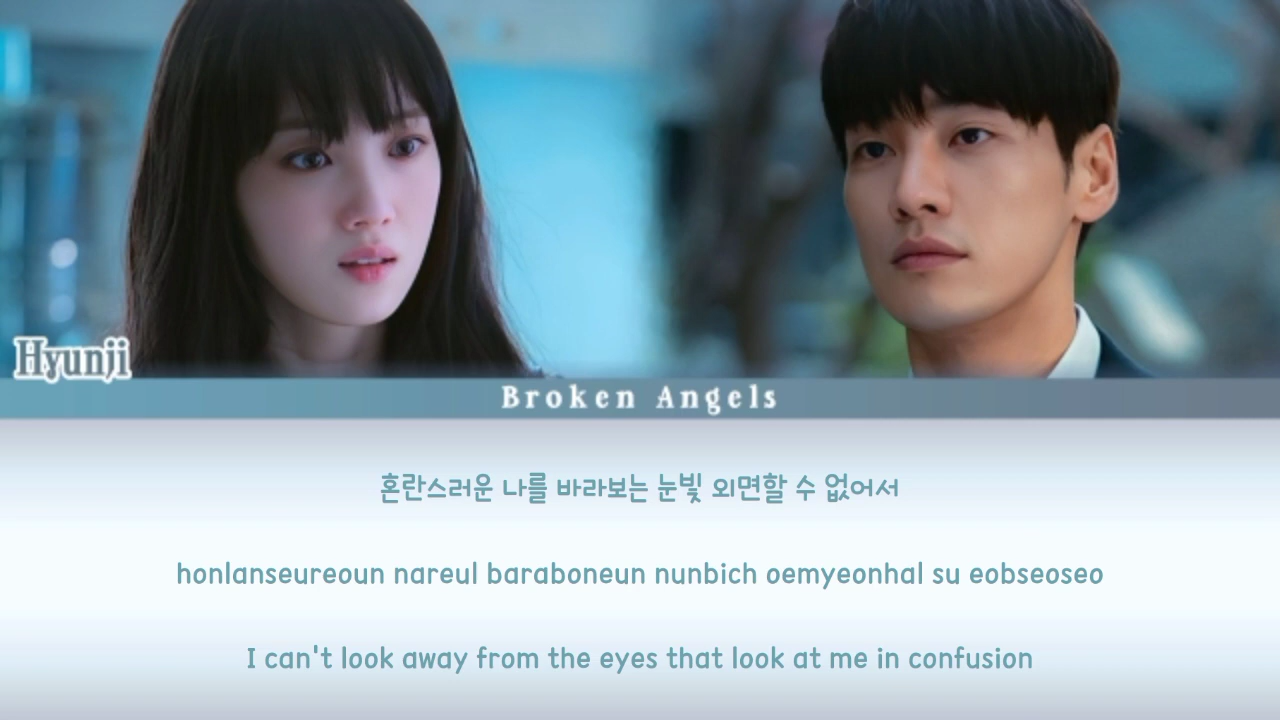 Hyunji
Broken Angels
혼란스러운 나를 바라보는 눈빛 외면할 수 없어서
honlanseureoun nareul baraboneun nunbich oemyeonhal su eobseoseo
I can't look away from the eyes that look at me in confusion